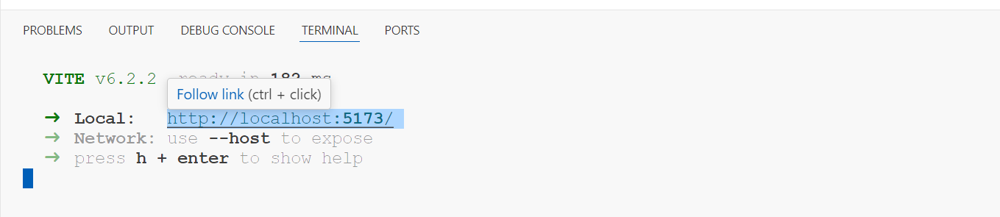 PROBLEMS OUTPUT DEBUG CONSOLE TERMINAL PORTS
VITE v6.2.2 ready in 182 ms
Follow link (ctrl + click)
➜ Local: http://localhost:5173/
➜ Network: use --host to expose
➜ press h + enter to show help